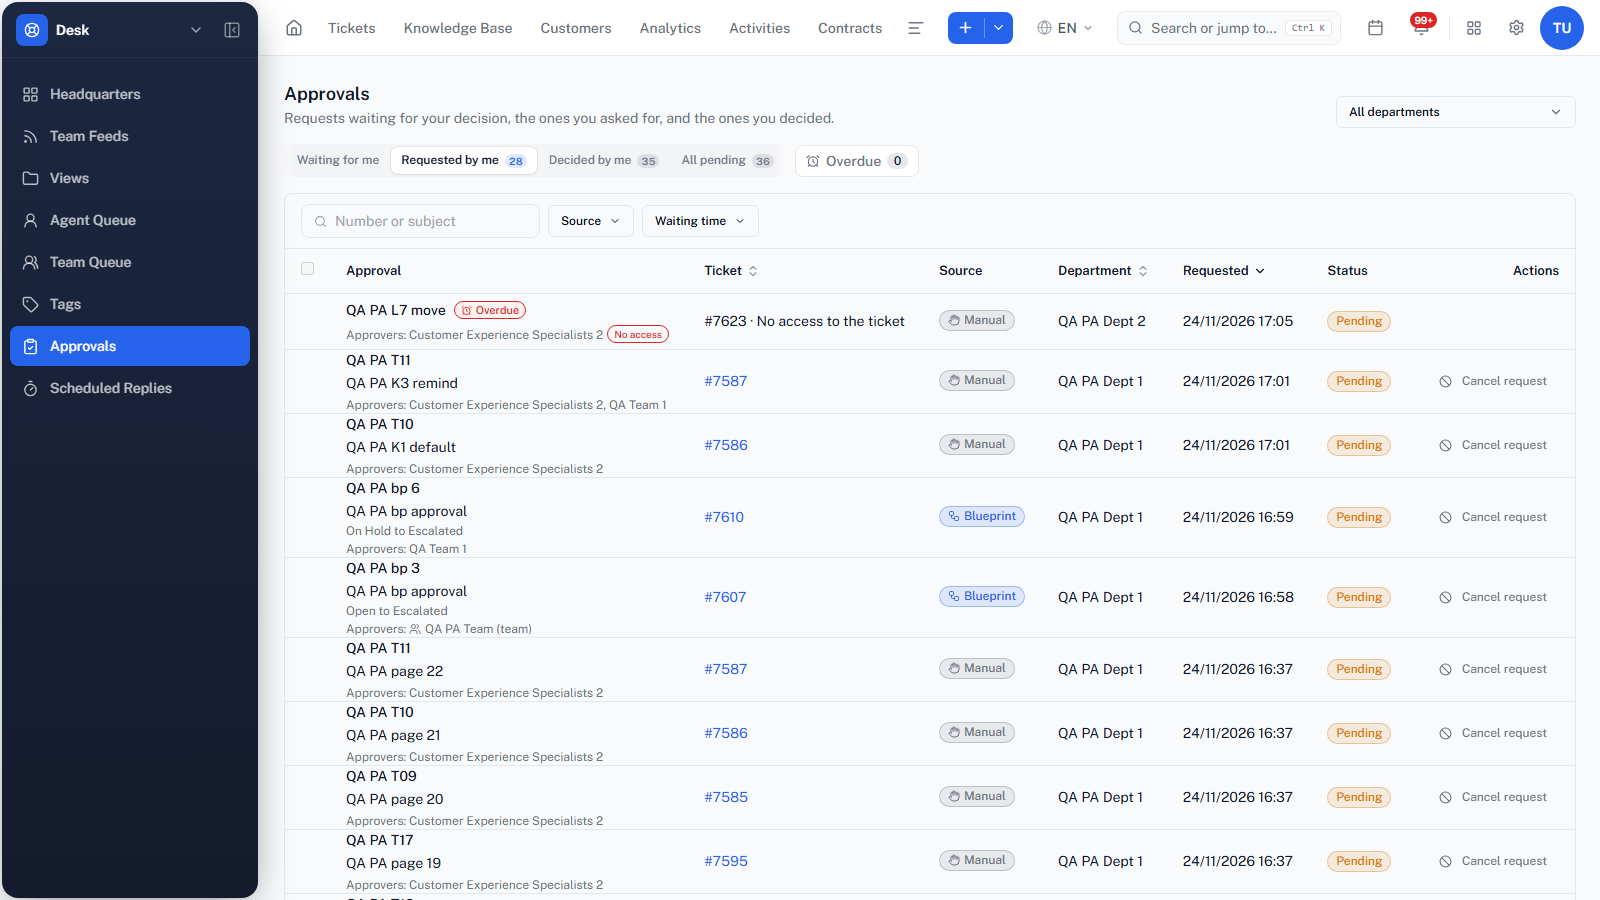 Desk
Tickets
Knowledge Base
Customers
Analytics
Activities
Contracts
EN
Search or jump to...
Ctrl K
99+
TU
Headquarters
Team Feeds
Views
Agent Queue
Team Queue
Tags
Approvals
Scheduled Replies
Approvals
Requests waiting for your decision, the ones you asked for, and the ones you decided.
All departments
Waiting for me
Requested by me 28
Decided by me 35
All pending 36
Overdue 0
Number or subject
Source
Waiting time
Approval Ticket Source Department Requested Status Actions
QA PA L7 move Overdue
Approvers: Customer Experience Specialists 2 No access
#7623 · No access to the ticket Manual QA PA Dept 2 24/11/2026 17:05 Pending
QA PA T11
QA PA K3 remind
Approvers: Customer Experience Specialists 2, QA Team 1
#7587 Manual QA PA Dept 1 24/11/2026 17:01 Pending Cancel request
QA PA T10
QA PA K1 default
Approvers: Customer Experience Specialists 2
#7586 Manual QA PA Dept 1 24/11/2026 17:01 Pending Cancel request
QA PA bp 6
QA PA bp approval
On Hold to Escalated
Approvers: QA Team 1
#7610 Blueprint QA PA Dept 1 24/11/2026 16:59 Pending Cancel request
QA PA bp 3
QA PA bp approval
Open to Escalated
Approvers: QA PA Team (team)
#7607 Blueprint QA PA Dept 1 24/11/2026 16:58 Pending Cancel request
QA PA T11
QA PA page 22
Approvers: Customer Experience Specialists 2
#7587 Manual QA PA Dept 1 24/11/2026 16:37 Pending Cancel request
QA PA T10
QA PA page 21
Approvers: Customer Experience Specialists 2
#7586 Manual QA PA Dept 1 24/11/2026 16:37 Pending Cancel request
QA PA T09
QA PA page 20
Approvers: Customer Experience Specialists 2
#7585 Manual QA PA Dept 1 24/11/2026 16:37 Pending Cancel request
QA PA T17
QA PA page 19
Approvers: Customer Experience Specialists 2
#7595 Manual QA PA Dept 1 24/11/2026 16:37 Pending Cancel request